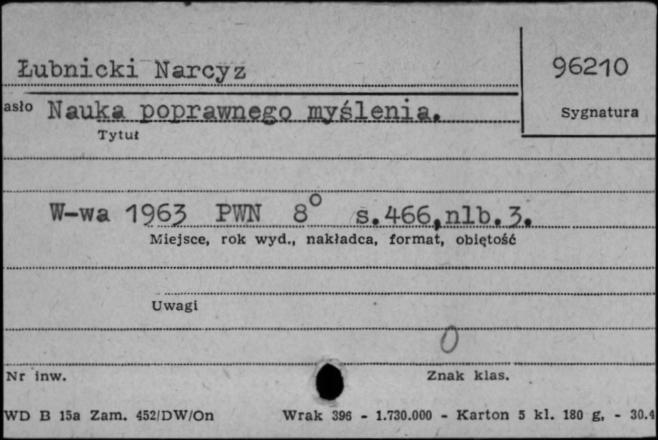 Łubnicki Narcyz
96210
asło Nauka poprawnego myślenia.
Sygnatura
Tytuł
W-wa 1963 PWN 8° s.466,nlb.3.
Miejsce, rok wyd., nakładca, format, objętość
Uwagi
0
Nr inw.
Znak klas.
WD B 15a Zam. 452/DW/On Wrak 396 - 1.730.000 - Karton 5 kl. 180 g, - 30.4